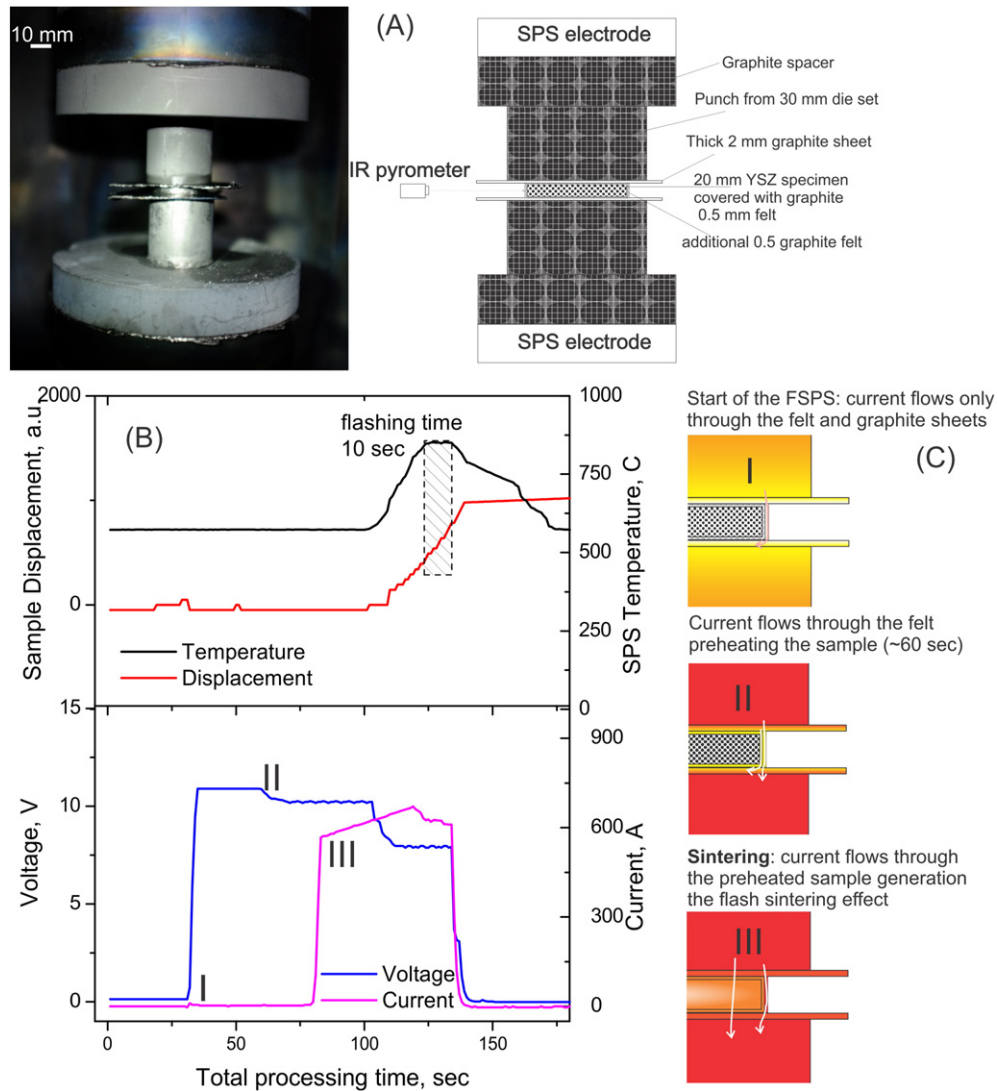 10 mm
(A)
SPS electrode
Graphite spacer
Punch from 30 mm die set
Thick 2 mm graphite sheet
IR pyrometer
20 mm YSZ specimen
covered with graphite
0.5 mm felt
additional 0.5 graphite felt
SPS electrode
(B)
2000
0
Sample Displacement, a.u.
flashing time
10 sec
1000
750
500
250
0
SPS Temperature, C
Temperature
Displacement
15
10
5
0
Voltage, V
I
II
III
900
600
300
0
Current, A
Voltage
Current
0
50
100
150
Total processing time, sec
Start of the FSPS: current flows only
through the felt and graphite sheets
(C)
I
Current flows through the felt
preheating the sample (~60 sec)
II
Sintering: current flows through
the preheated sample generation
the flash sintering effect
III